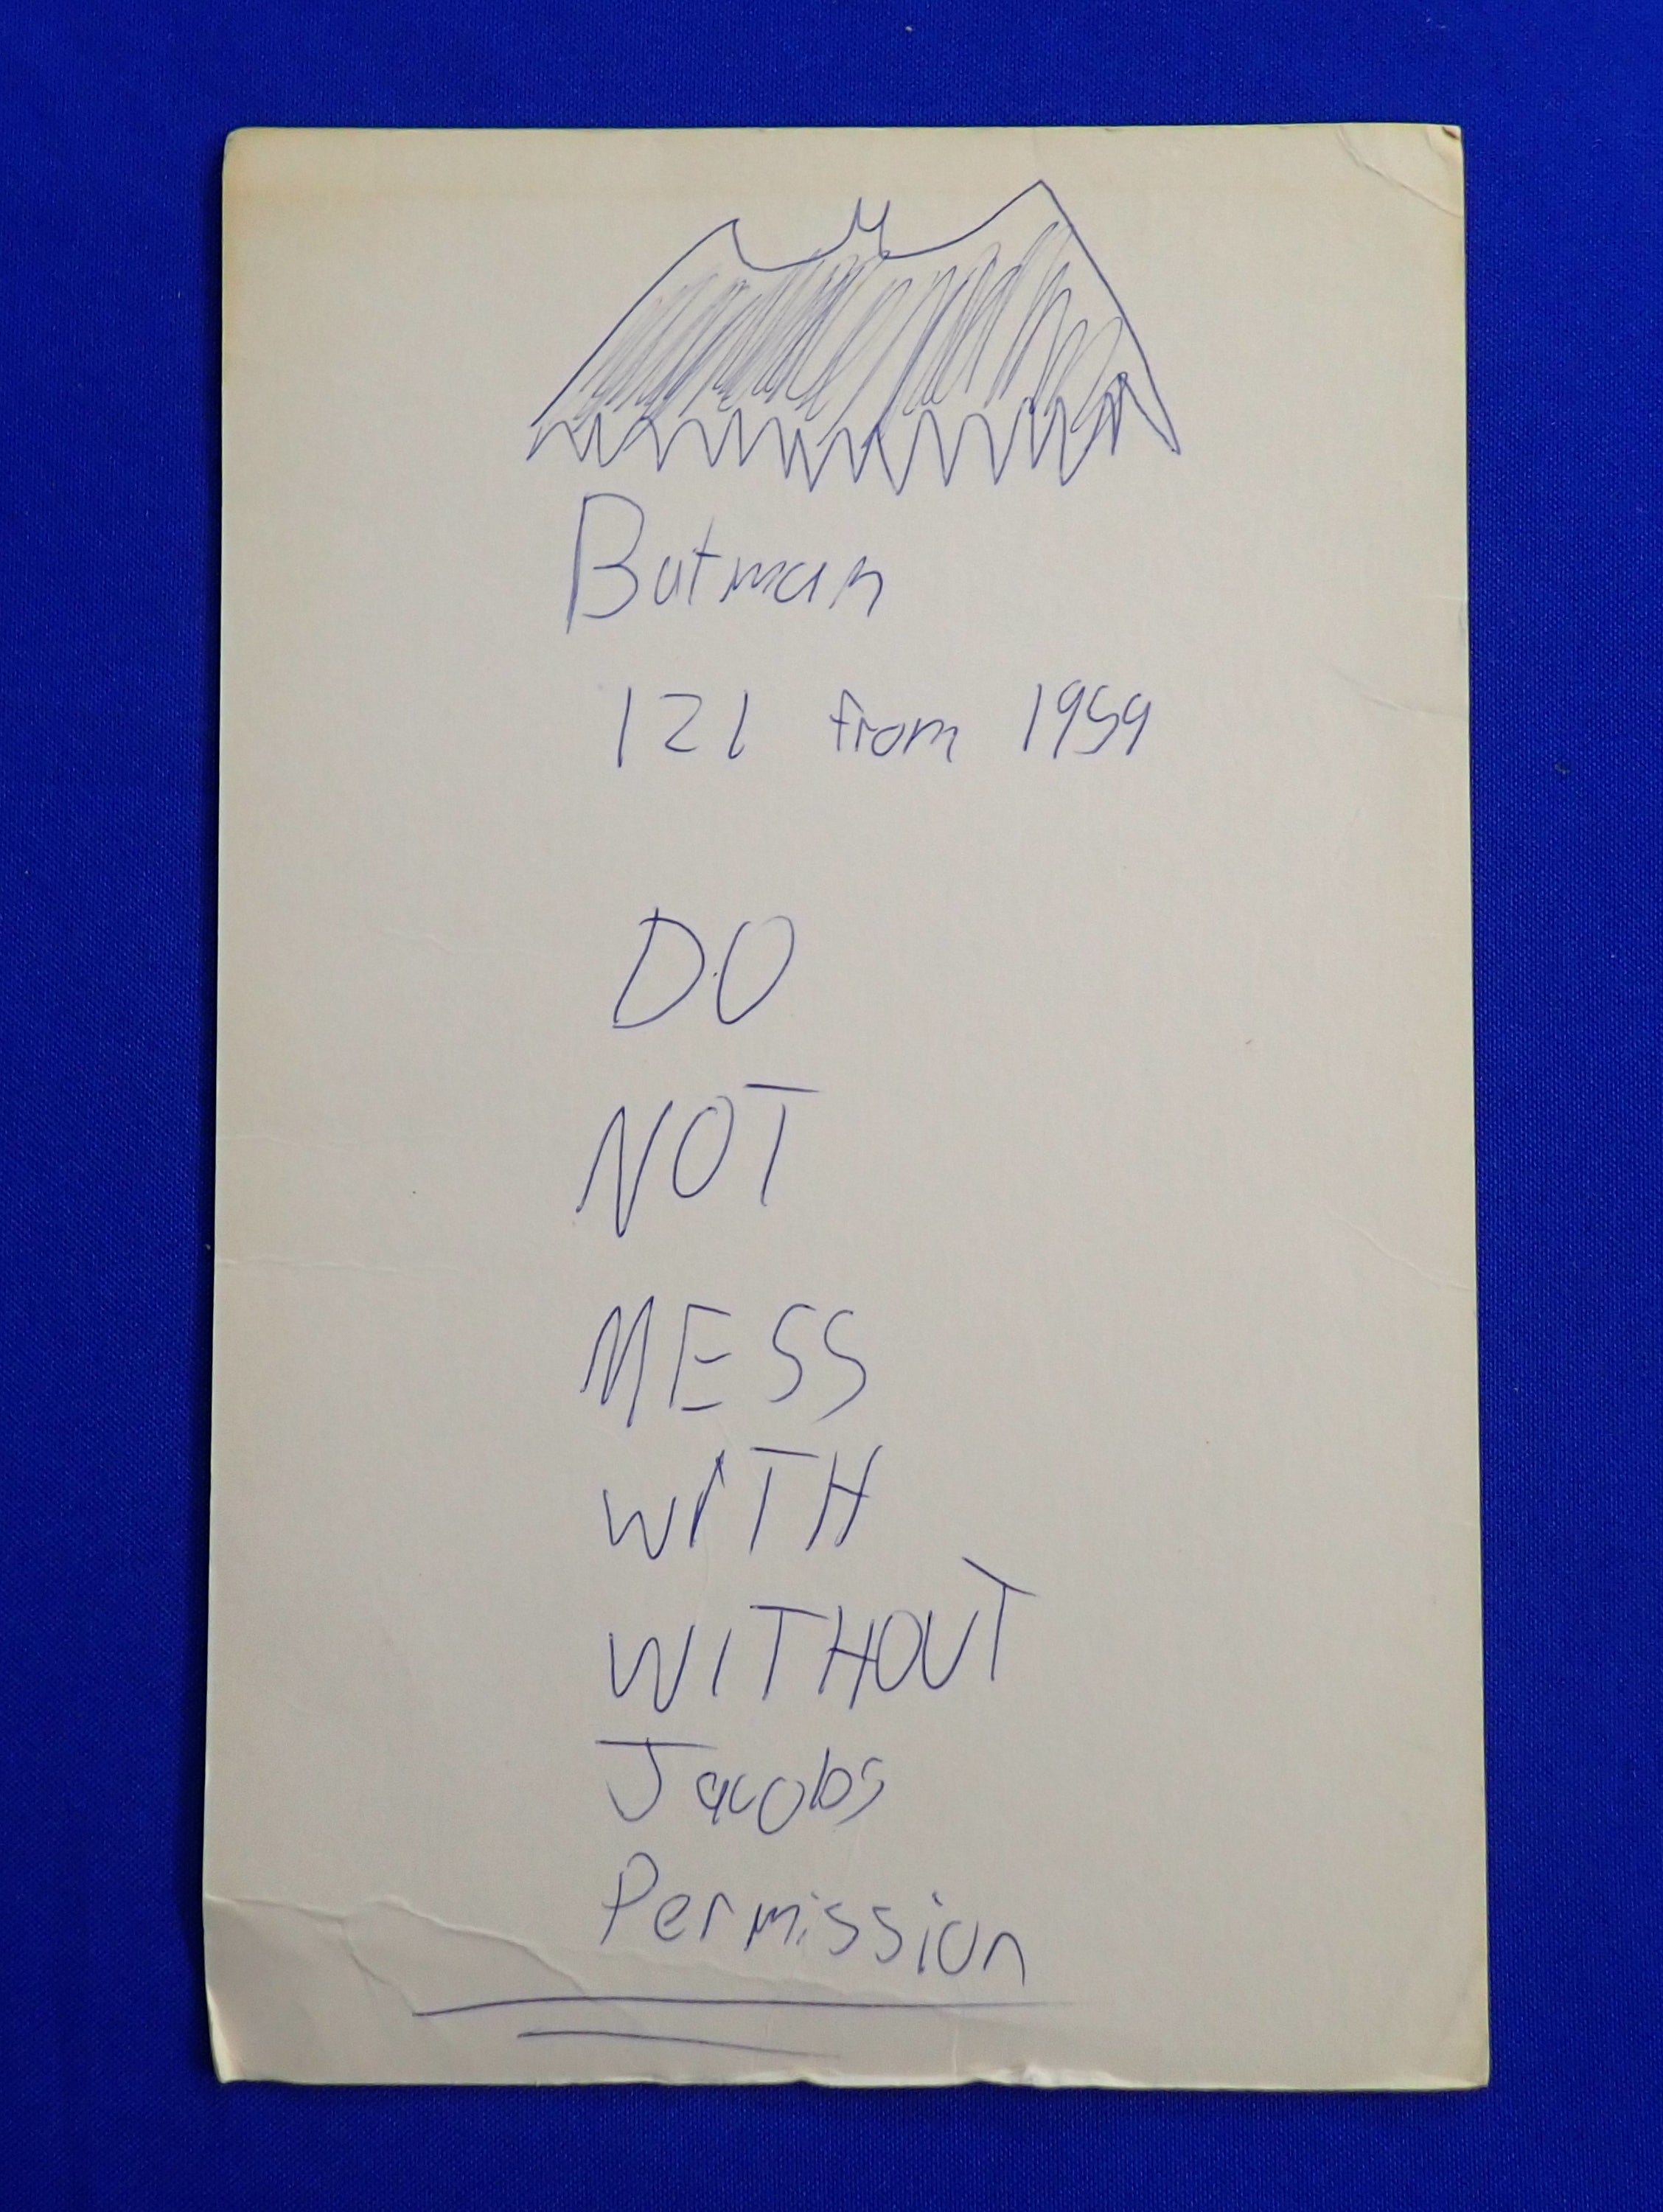 Batman
121 from 1959
DO
NOT
MESS
WITH
WITHOUT
Jacobs
Permission